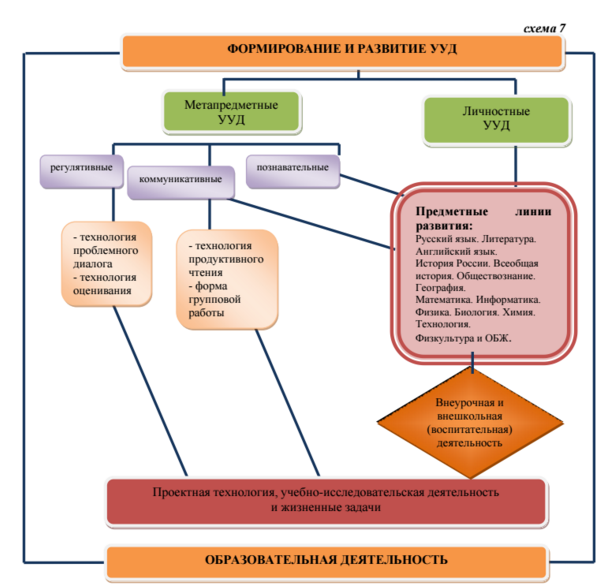 схема 7
ФОРМИРОВАНИЕ И РАЗВИТИЕ УУД
Метапредметные
УУД
Личностные
УУД
регулятивные
коммуникативные
познавательные
- технология
проблемного
диалога
- технология
оценивания
- технология
продуктивного
чтения
- форма
групповой
работы
Предметные линии
развития:
Русский язык. Литература.
Английский язык.
История России. Всеобщая
история. Обществознание.
География.
Математика. Информатика.
Физика. Биология. Химия.
Технология.
Физкультура и ОБЖ.
Внеурочная и
внешкольная
(воспитательная)
деятельность
Проектная технология, учебно-исследовательская деятельность
и жизненные задачи
ОБРАЗОВАТЕЛЬНАЯ ДЕЯТЕЛЬНОСТЬ